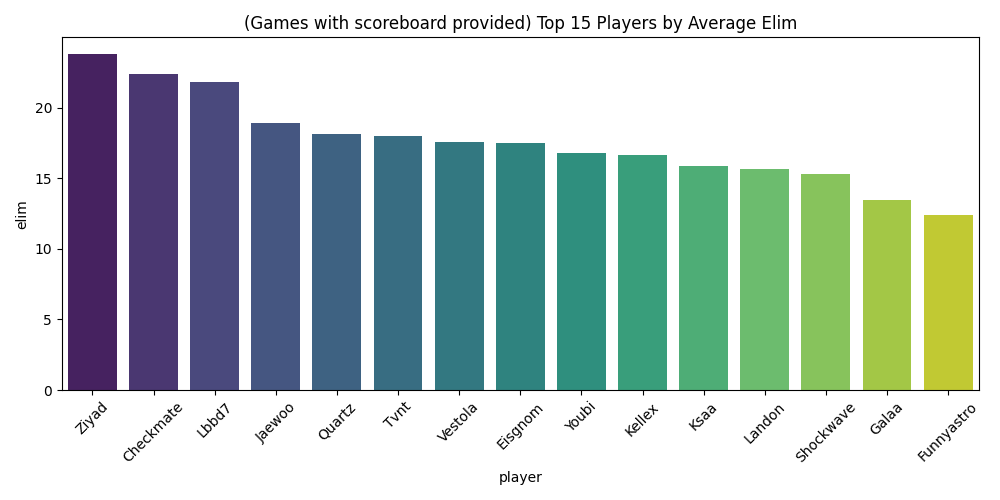 (Games with scoreboard provided) Top 15 Players by Average Elim
elim
20
15
10
5
0
Ziyad
Checkmate
Lbbd7
Jaewoo
Quartz
Tvnt
Vestola
Eisgnom
Youbi
Kellex
Ksaa
Landon
Shockwave
Galaa
Funnyastro
player